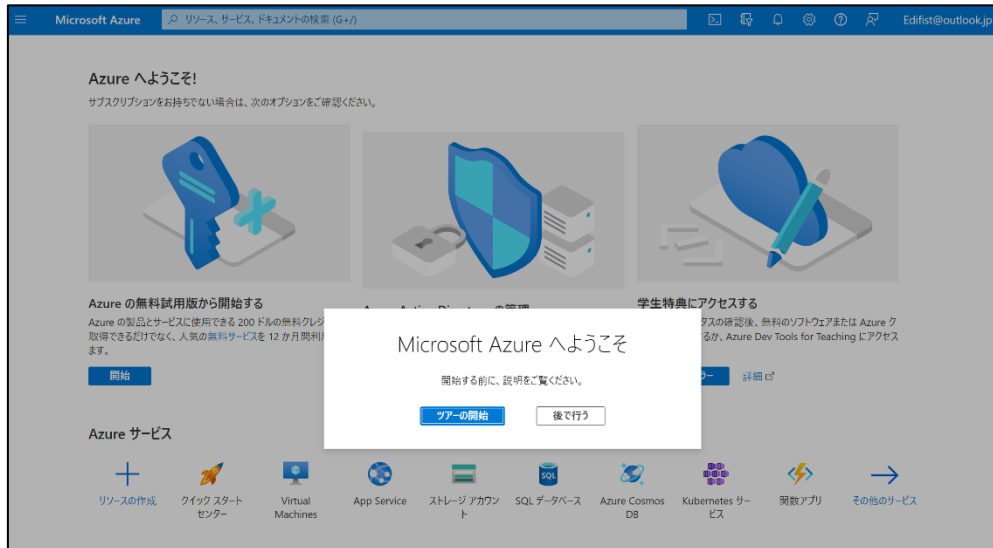 Microsoft Azure
リソース、サービス、ドキュメントの検索 (G+/)
Edifist@outlook.jp
Azure へようこそ!
サブスクリプションをお持ちでない場合は、次のオプションをご確認ください。
Azure の無料試用版から開始する
Azure の製品とサービスに使用できる 200 ドルの無料クレジ
取得できるだけでなく、人気の無料サービスを 12 か月間利
ます。
開始
学生特典にアクセスする
タスの確認後、無料のソフトウェアまたは Azure ク
るか、Azure Dev Tools for Teaching にアクセス
詳細
Microsoft Azure へようこそ
開始する前に、説明をご覧ください。
ツアーの開始
後で行う
Azure サービス
リソースの作成
クイック スタート
センター
Virtual
Machines
App Service
ストレージ アカウン
ト
SQL
SQL データベース
Azure Cosmos
DB
Kubernetes サー
ビス
関数アプリ
その他のサービス